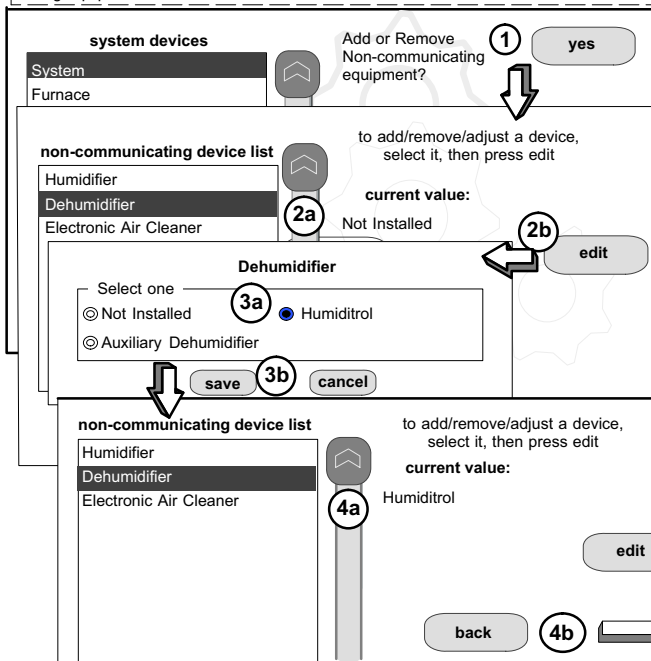 system devices
System
Furnace
Add or Remove
Non-communicating
equipment?
1
yes
non-communicating device list
Humidifier
Dehumidifier
Electronic Air Cleaner
2a
to add/remove/adjust a device,
select it, then press edit
current value:
Not Installed
2b
edit
Dehumidifier
Select one
3a
Not Installed
Humiditrol
Auxiliary Dehumidifier
save
3b
cancel
non-communicating device list
Humidifier
Dehumidifier
Electronic Air Cleaner
4a
to add/remove/adjust a device,
select it, then press edit
current value:
Humiditrol
edit
back
4b